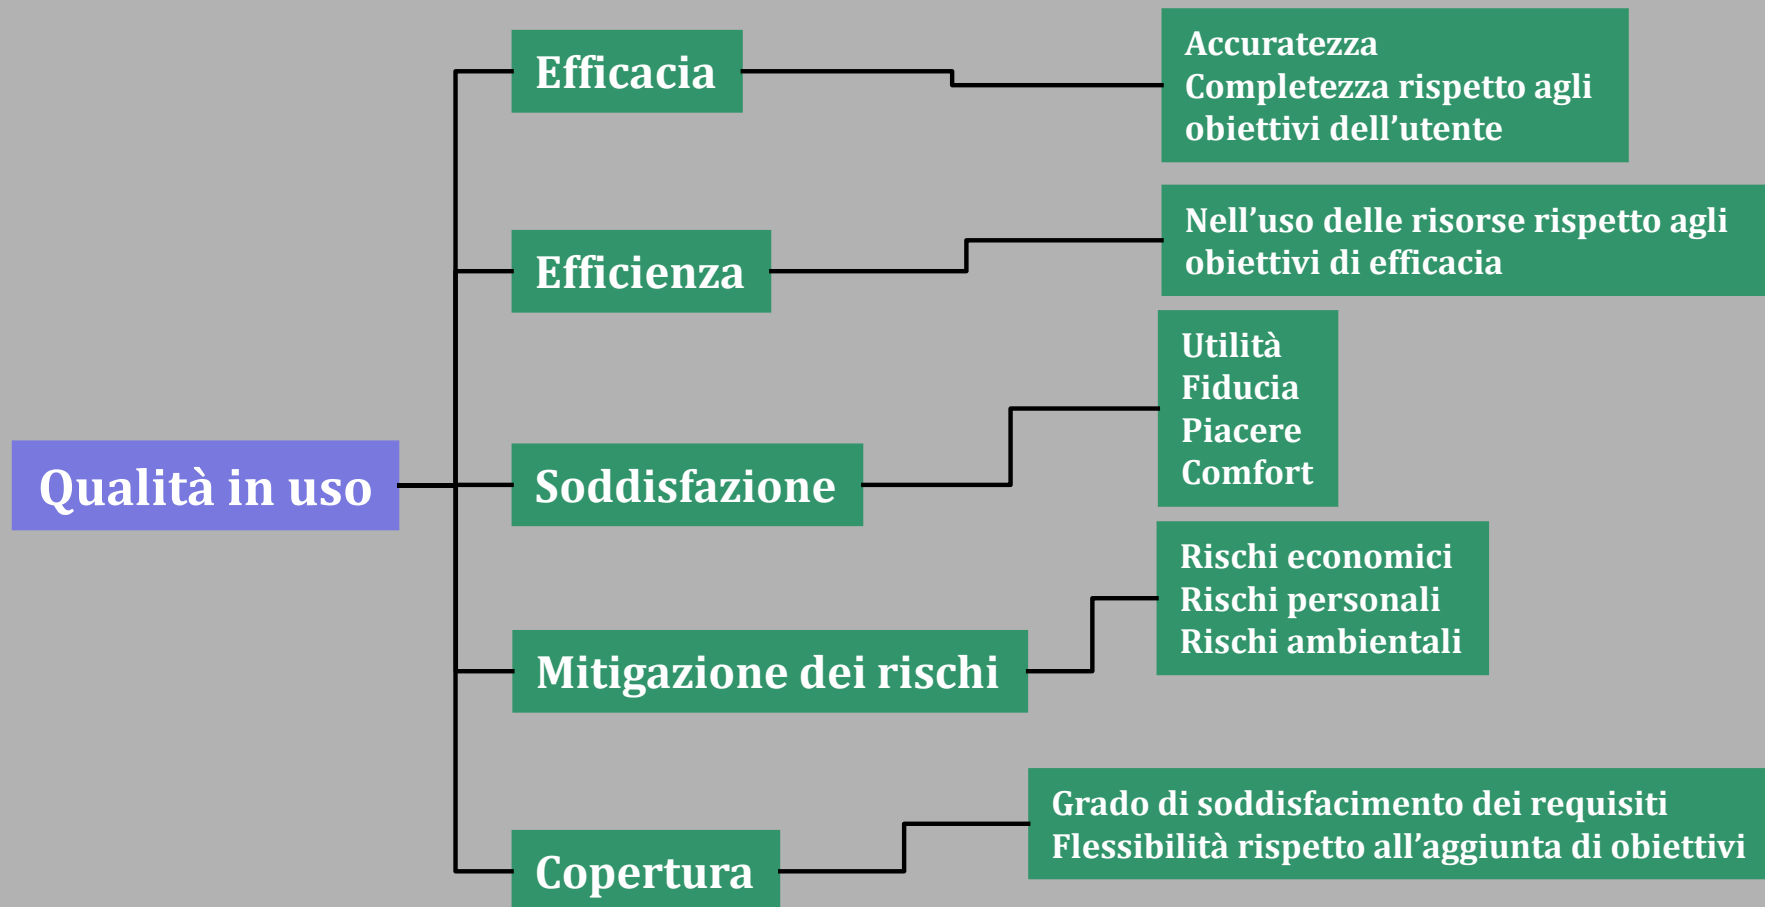 Efficacia
Accuratezza
Completezza rispetto agli
obiettivi dell’utente
Efficienza
Nell’uso delle risorse rispetto agli
obiettivi di efficacia
Qualità in uso
Soddisfazione
Utilità
Fiducia
Piacere
Comfort
Mitigazione dei rischi
Rischi economici
Rischi personali
Rischi ambientali
Copertura
Grado di soddisfacimento dei requisiti
Flessibilità rispetto all’aggiunta di obiettivi